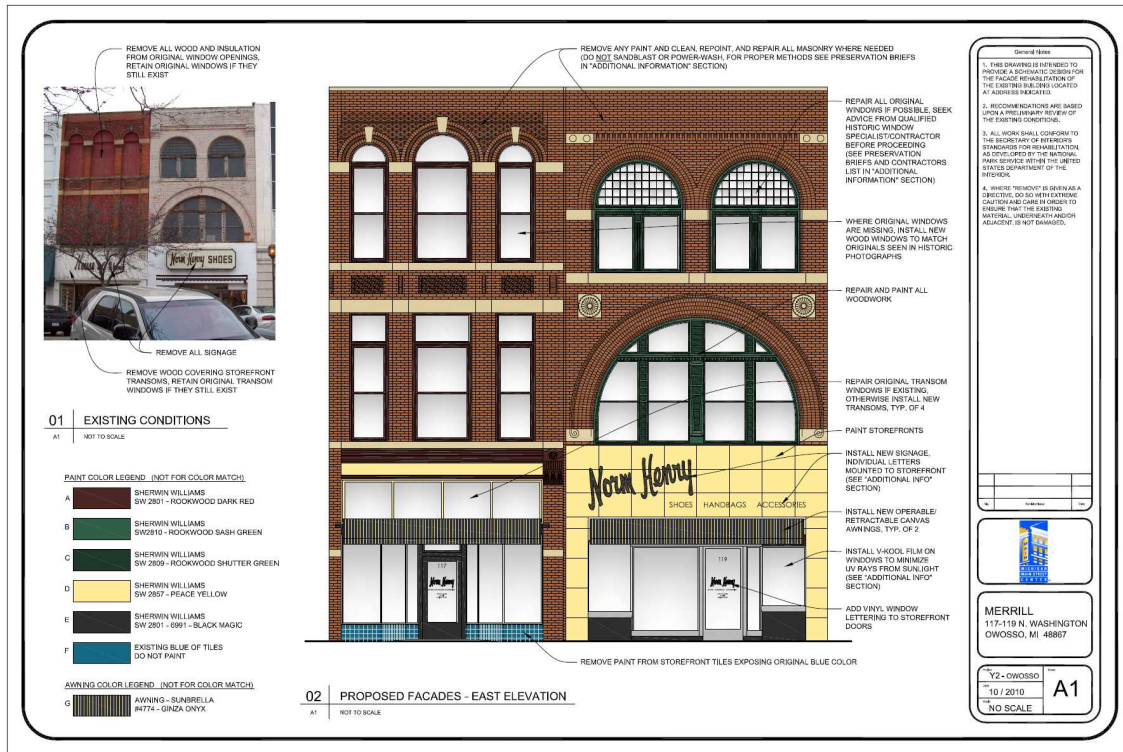 REMOVE ALL WOOD AND INSULATION
FROM ORIGINAL WINDOW OPENINGS,
RETAIN ORIGINAL WINDOWS IF THEY
STILL EXIST
Norm Henry SHOES
REMOVE ALL SIGNAGE
REMOVE WOOD COVERING STOREFRONT
TRANSOMS, RETAIN ORIGINAL TRANSOM
WINDOWS IF THEY STILL EXIST
01 EXISTING CONDITIONS
A1 NOT TO SCALE
PAINT COLOR LEGEND (NOT FOR COLOR MATCH)
A SHERWIN WILLIAMS
SW 2801 - ROOKWOOD DARK RED
B SHERWIN WILLIAMS
SW2810 - ROOKWOOD SASH GREEN
C SHERWIN WILLIAMS
SW 2809 - ROOKWOOD SHUTTER GREEN
D SHERWIN WILLIAMS
SW 2857 - PEACE YELLOW
E SHERWIN WILLIAMS
SW 2801 - 6991 - BLACK MAGIC
F EXISTING BLUE OF TILES
DO NOT PAINT
AWNING COLOR LEGEND (NOT FOR COLOR MATCH)
G AWNING - SUNBRELLA
#4774 - GINZA ONYX
REMOVE ANY PAINT AND CLEAN, REPOINT, AND REPAIR ALL MASONRY WHERE NEEDED
(DO NOT SANDBLAST OR POWER-WASH, FOR PROPER METHODS SEE PRESERVATION BRIEFS
IN "ADDITIONAL INFORMATION" SECTION)
REPAIR ALL ORIGINAL
WINDOWS IF POSSIBLE, SEEK
ADVICE FROM QUALIFIED
HISTORIC WINDOW
SPECIALIST/CONTRACTOR
BEFORE PROCEEDING
(SEE PRESERVATION
BRIEFS AND CONTRACTORS
LIST IN "ADDITIONAL
INFORMATION" SECTION)
WHERE ORIGINAL WINDOWS
ARE MISSING, INSTALL NEW
WOOD WINDOWS TO MATCH
ORIGINALS SEEN IN HISTORIC
PHOTOGRAPHS
REPAIR AND PAINT ALL
WOODWORK
REPAIR ORIGINAL TRANSOM
WINDOWS IF EXISTING,
OTHERWISE INSTALL NEW
TRANSOMS, TYP. OF 4
PAINT STOREFRONTS
INSTALL NEW SIGNAGE,
INDIVIDUAL LETTERS
MOUNTED TO STOREFRONT
(SEE "ADDITIONAL INFO"
SECTION)
INSTALL NEW OPERABLE/
RETRACTABLE CANVAS
AWNINGS, TYP. OF 2
INSTALL V-KOOL FILM ON
WINDOWS TO MINIMIZE
UV RAYS FROM SUNLIGHT
(SEE "ADDITIONAL INFO"
SECTION)
ADD VINYL WINDOW
LETTERING TO STOREFRONT
DOORS
REMOVE PAINT FROM STOREFRONT TILES EXPOSING ORIGINAL BLUE COLOR
Norm Henry
SHOES HANDBAGS ACCESSORIES
117
Norm Henry
119
Norm Henry
02 PROPOSED FACADES - EAST ELEVATION
A1 NOT TO SCALE
General Notes
1. THIS DRAWING IS INTENDED TO
PROVIDE A SCHEMATIC DESIGN FOR
THE FACADE REHABILITATION OF
THE EXISTING BUILDING LOCATED
AT ADDRESS INDICATED.
2. RECOMMENDATIONS ARE BASED
UPON A PRELIMINARY REVIEW OF
THE EXISTING CONDITIONS.
3. ALL WORK SHALL CONFORM TO
THE SECRETARY OF INTERIOR'S
STANDARDS FOR REHABILITATION,
AS DEVELOPED BY THE NATIONAL
PARK SERVICE WITHIN THE UNITED
STATES DEPARTMENT OF THE
INTERIOR.
4. WHERE "REMOVE" IS GIVEN AS A
DIRECTIVE, DO SO WITH EXTREME
CAUTION AND CARE IN ORDER TO
ENSURE THAT THE EXISTING
MATERIAL, UNDERNEATH AND/OR
ADJACENT, IS NOT DAMAGED.
No. Date
MICHIGAN
MAIN STREET
CENTER
MERRILL
117-119 N. WASHINGTON
OWOSSO, MI 48867
Y2 - OWOSSO
10 / 2010
NO SCALE
A1